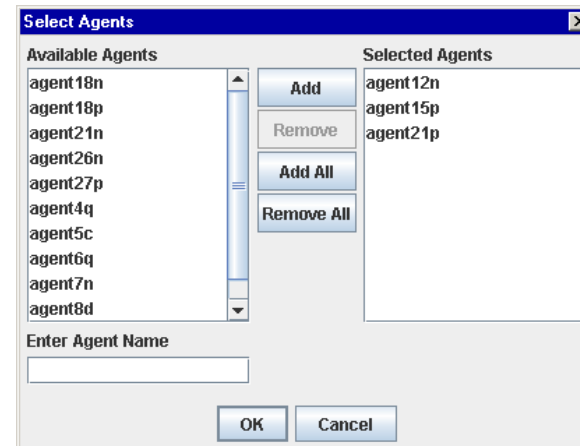 Select Agents
Available Agents
agent18n
agent18p
agent21n
agent26n
agent27p
agent4q
agent5c
agent6q
agent7n
agent8d
Add
Remove
Add All
Remove All
Selected Agents
agent12n
agent15p
agent21p
Enter Agent Name
OK
Cancel